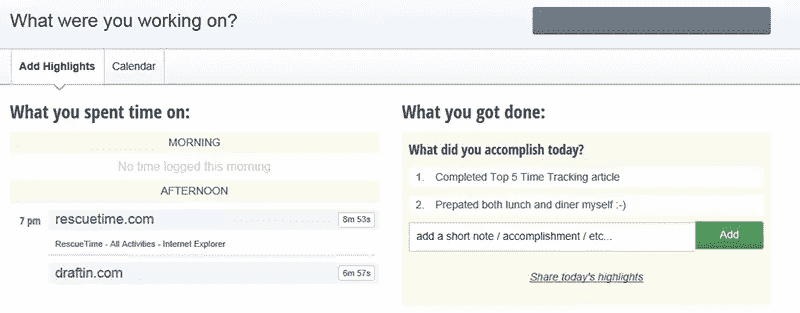 What were you working on?
Add Highlights
Calendar
What you spent time on:
MORNING
No time logged this morning
AFTERNOON
7 pm
rescuetime.com
8m 53s
RescueTime - All Activities - Internet Explorer
draftin.com
6m 57s
What you got done:
What did you accomplish today?
1. Completed Top 5 Time Tracking article
2. Prepated both lunch and diner myself :-)
add a short note / accomplishment / etc...
Add
Share today's highlights